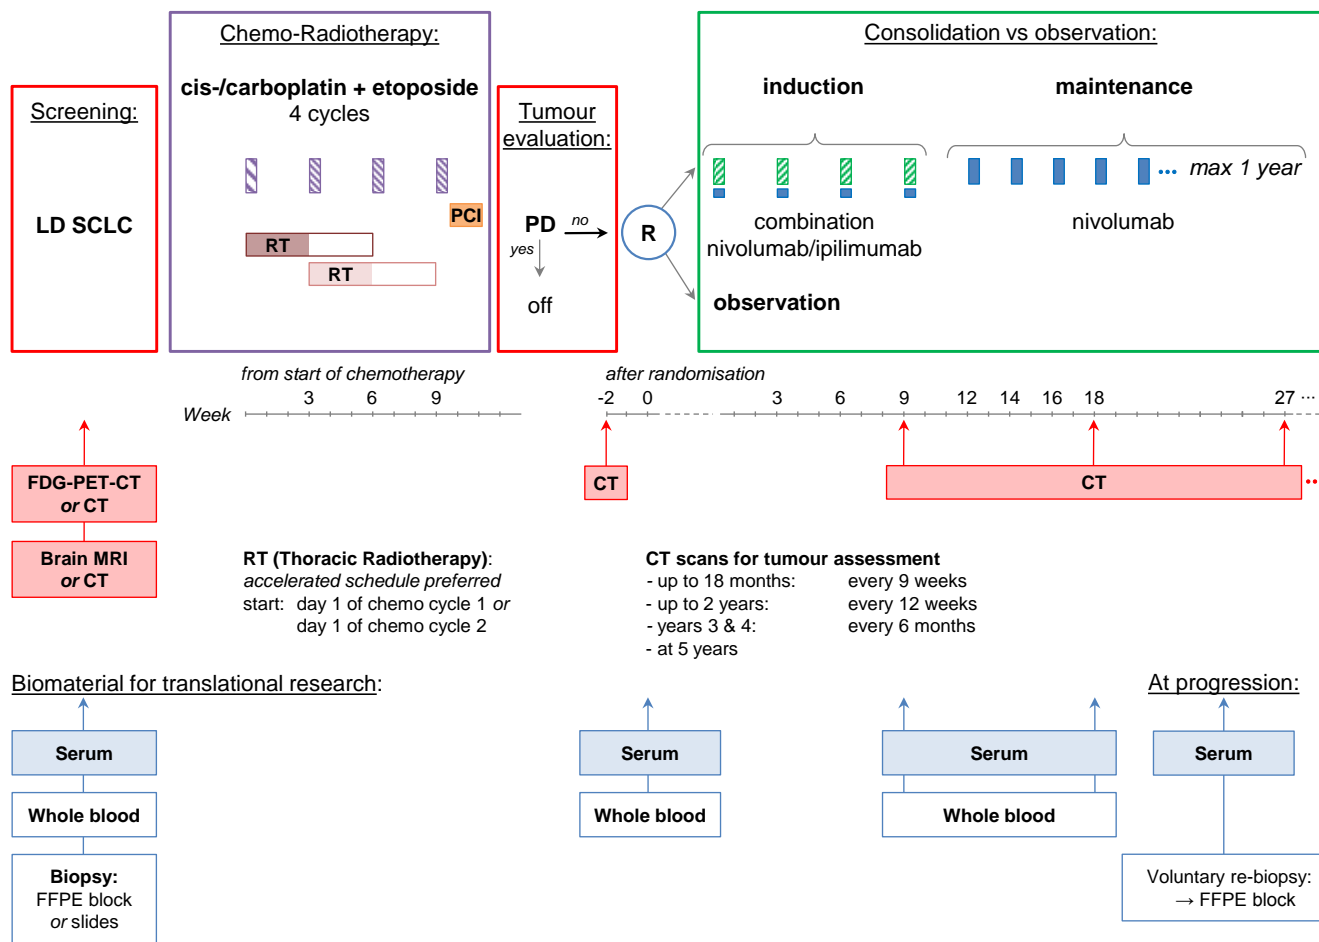 Chemo-Radiotherapy:
cis-/carboplatin + etoposide
4 cycles
PCI
RT
RT
Screening:
LD SCLC
Tumour
evaluation:
PD
no
yes
off
R
Consolidation vs observation:
induction
maintenance
... max 1 year
combination
nivolumab/ipilimumab
nivolumab
observation
from start of chemotherapy
after randomisation
Week
3 6 9
-2 0 3 6 9 12 14 16 18 27 ...
FDG-PET-CT
or CT
CT
CT
...
Brain MRI
or CT
RT (Thoracic Radiotherapy):
accelerated schedule preferred
start: day 1 of chemo cycle 1 or
day 1 of chemo cycle 2
CT scans for tumour assessment
- up to 18 months: every 9 weeks
- up to 2 years: every 12 weeks
- years 3 & 4: every 6 months
- at 5 years
Biomaterial for translational research:
At progression:
Serum
Serum
Serum
Serum
Whole blood
Whole blood
Whole blood
Biopsy:
FFPE block
or slides
Voluntary re-biopsy:
→ FFPE block